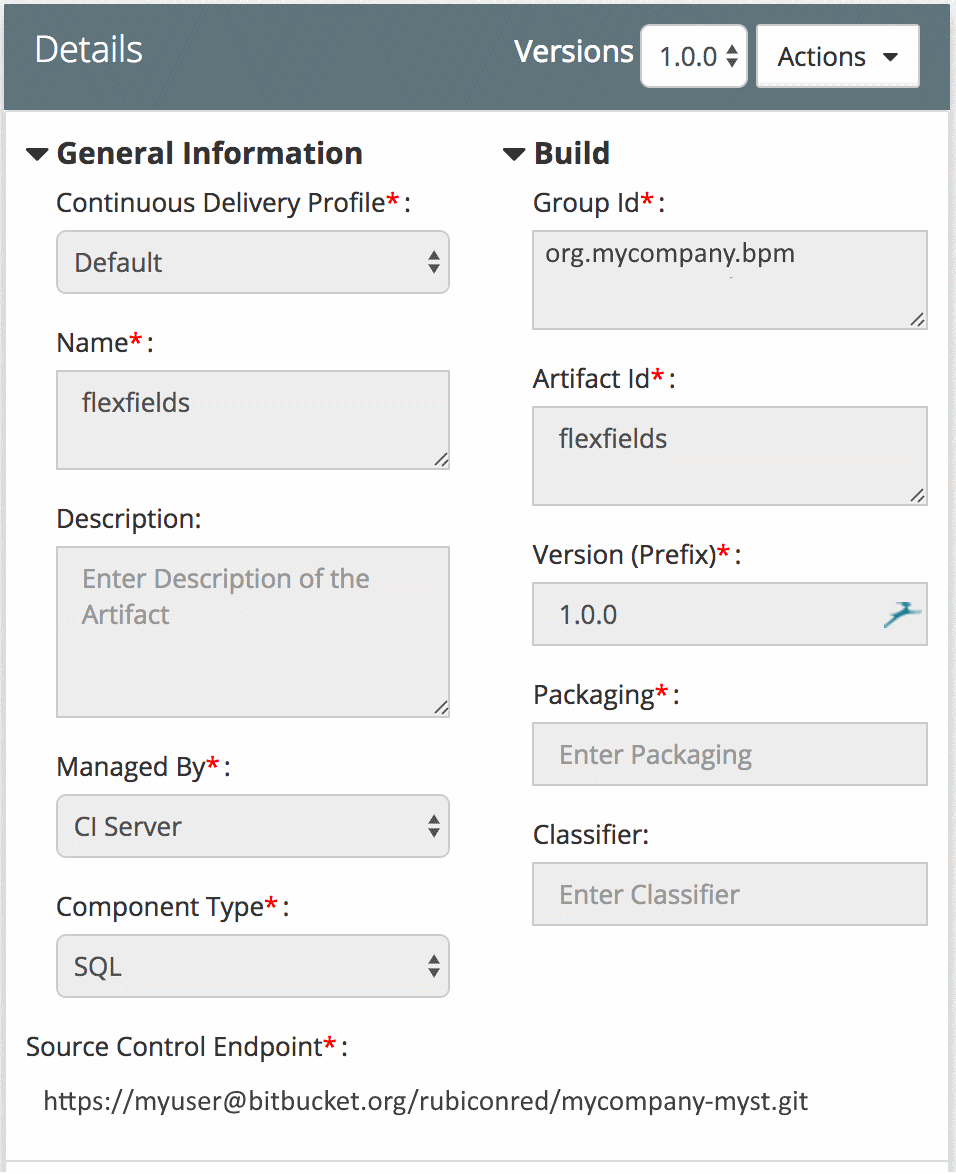 Details
Versions 1.0.0 Actions
General Information
Continuous Delivery Profile* :
Default
Name* :
flexfields
Description:
Enter Description of the
Artifact
Managed By* :
CI Server
Component Type* :
SQL
Build
Group Id* :
org.mycompany.bpm
Artifact Id* :
flexfields
Version (Prefix)* :
1.0.0
Packaging* :
Enter Packaging
Classifier:
Enter Classifier
Source Control Endpoint* :
https://myuser@bitbucket.org/rubiconred/mycompany-myst.git